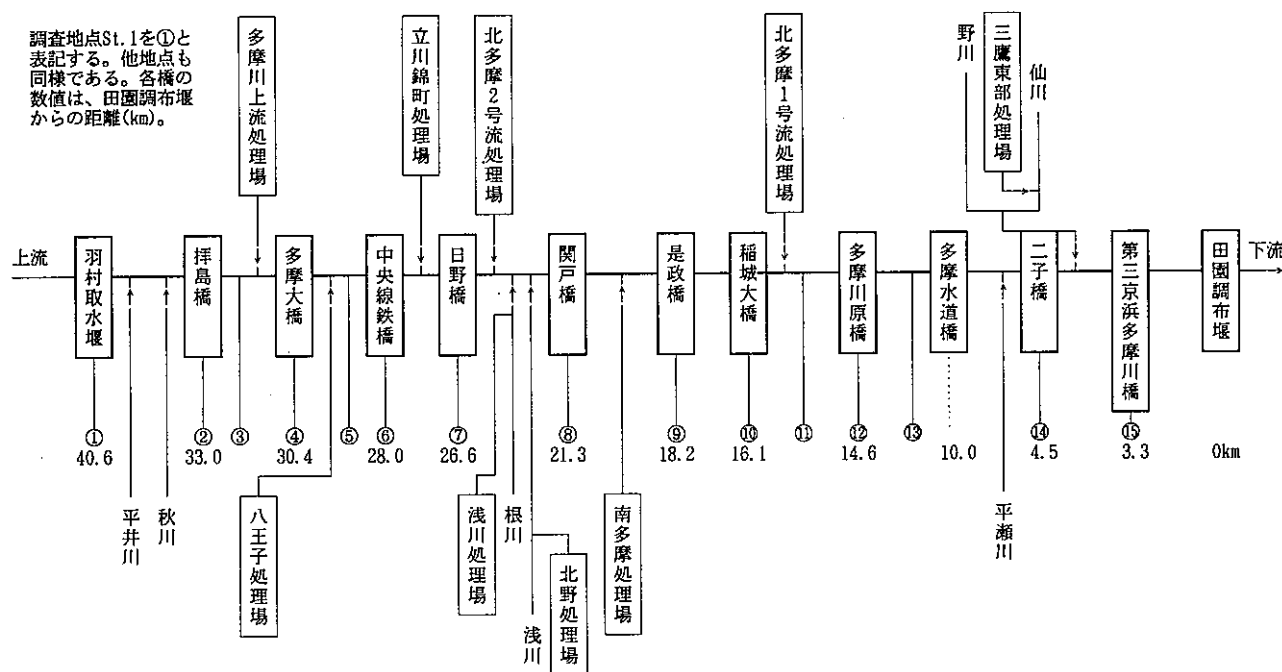 調査地点St.1を①と
表記する。他地点も
同様である。各橋の
数値は、田園調布堰
からの距離(km)。
多摩川上流処理場
立川錦町処理場
北多摩2号流処理場
北多摩1号流処理場
野川
三鷹東部処理場
仙川
上流
羽村取水堰
拝島橋
多摩大橋
中央線鉄橋
日野橋
関戸橋
是政橋
稲城大橋
多摩川原橋
多摩水道橋
二子橋
第三京浜多摩川橋
田園調布堰
下流
① ② ③ ④ ⑤ ⑥ ⑦ ⑧ ⑨ ⑩ ⑪ ⑫ ⑬ ⑭ ⑮
40.6 33.0 30.4 28.0 26.6 21.3 18.2 16.1 14.6 10.0 4.5 3.3 0km
平井川
秋川
八王子処理場
浅川処理場
根川
浅川
北野処理場
南多摩処理場
平瀬川